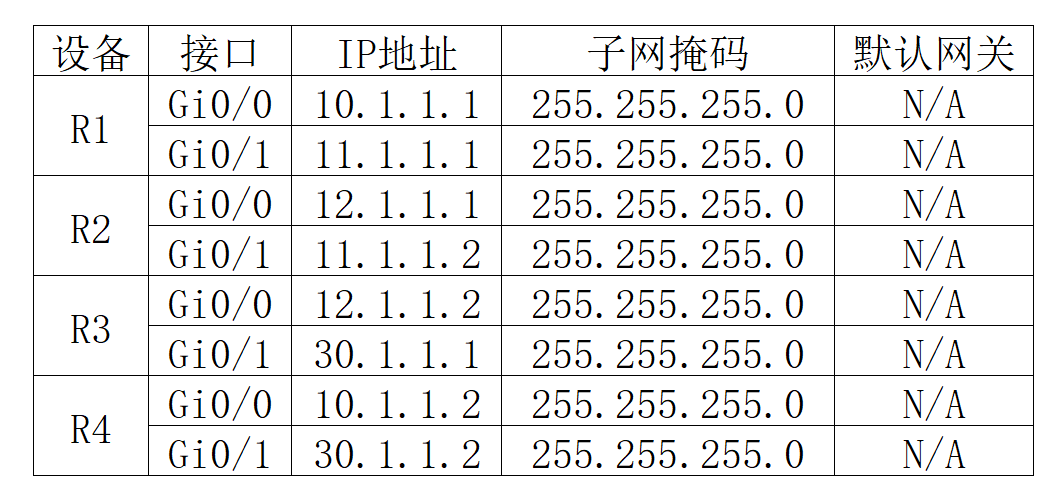 设备 接口 IP地址 子网掩码 默认网关
R1 Gi0/0 10.1.1.1 255.255.255.0 N/A
Gi0/1 11.1.1.1 255.255.255.0 N/A
R2 Gi0/0 12.1.1.1 255.255.255.0 N/A
Gi0/1 11.1.1.2 255.255.255.0 N/A
R3 Gi0/0 12.1.1.2 255.255.255.0 N/A
Gi0/1 30.1.1.1 255.255.255.0 N/A
R4 Gi0/0 10.1.1.2 255.255.255.0 N/A
Gi0/1 30.1.1.2 255.255.255.0 N/A